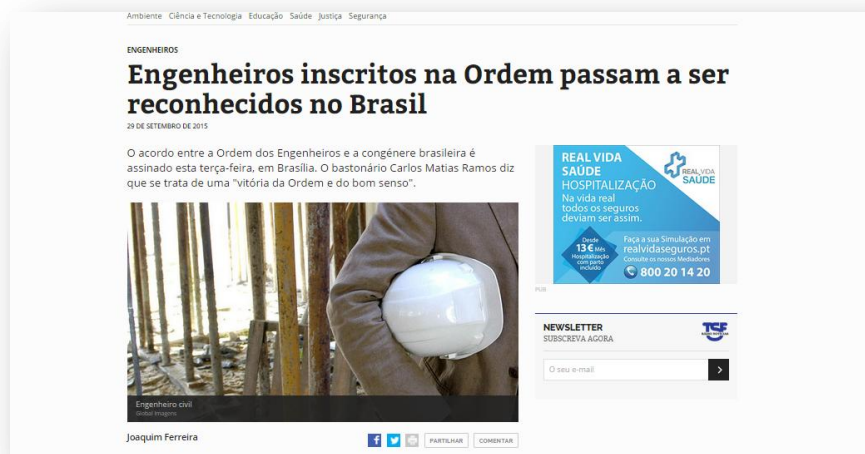 Ambiente Ciência e Tecnologia Educação Saúde Justiça Segurança
ENGENHEIROS
Engenheiros inscritos na Ordem passam a ser
reconhecidos no Brasil
29 DE SETEMBRO DE 2015
O acordo entre a Ordem dos Engenheiros e a congénere brasileira é
assinado esta terça-feira, em Brasília. O bastonário Carlos Matias Ramos diz
que se trata de uma "vitória da Ordem e do bom senso".
Engenheiro civil
Global Imagens
Joaquim Ferreira
PARTILHAR
COMENTAR
REAL VIDA
SAÚDE
HOSPITALIZAÇÃO
Na vida real
todos os seguros
deviam ser assim.
REAL VIDA
SAÚDE
Desde
13€ Mês
Hospitalização
com parto
incluído
Faça a sua Simulação em
realvidaseguros.pt
Consulte os nossos Mediadores
800 20 14 20
PUB
NEWSLETTER
SUBSCREVA AGORA
TSF
O seu e-mail